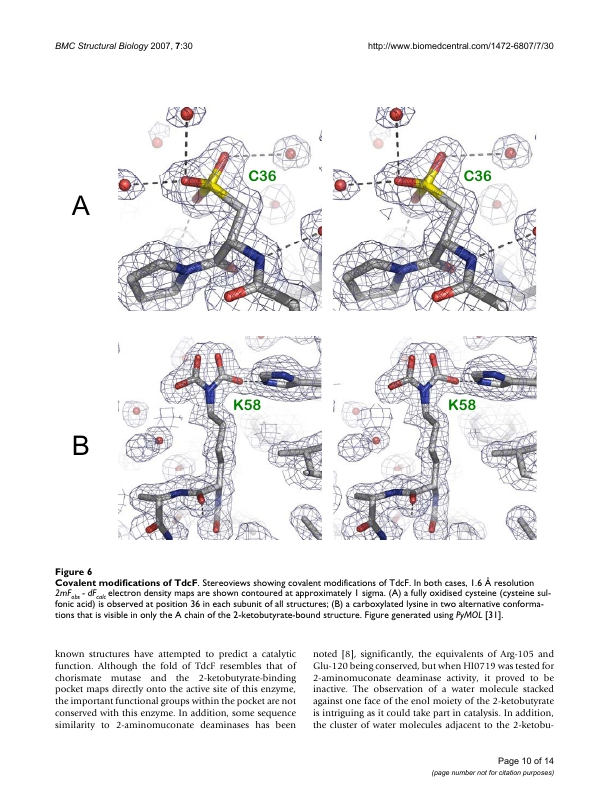 BMC Structural Biology 2007, 7:30
http://www.biomedcentral.com/1472-6807/7/30
A
C36
C36
B
K58
K58
Figure 6
Covalent modifications of TdcF. Stereoviews showing covalent modifications of TdcF. In both cases, 1.6 Å resolution
2mFobs - dFcalc electron density maps are shown contoured at approximately 1 sigma. (A) a fully oxidised cysteine (cysteine sul-
fonic acid) is observed at position 36 in each subunit of all structures; (B) a carboxylated lysine in two alternative conforma-
tions that is visible in only the A chain of the 2-ketobutyrate-bound structure. Figure generated using PyMOL [31].
known structures have attempted to predict a catalytic
function. Although the fold of TdcF resembles that of
chorismate mutase and the 2-ketobutyrate-binding
pocket maps directly onto the active site of this enzyme,
the important functional groups within the pocket are not
conserved with this enzyme. In addition, some sequence
similarity to 2-aminomuconate deaminases has been
noted [8], significantly, the equivalents of Arg-105 and
Glu-120 being conserved, but when HI0719 was tested for
2-aminomuconate deaminase activity, it proved to be
inactive. The observation of a water molecule stacked
against one face of the enol moiety of the 2-ketobutyrate
is intriguing as it could take part in catalysis. In addition,
the cluster of water molecules adjacent to the 2-ketobu-
Page 10 of 14
(page number not for citation purposes)